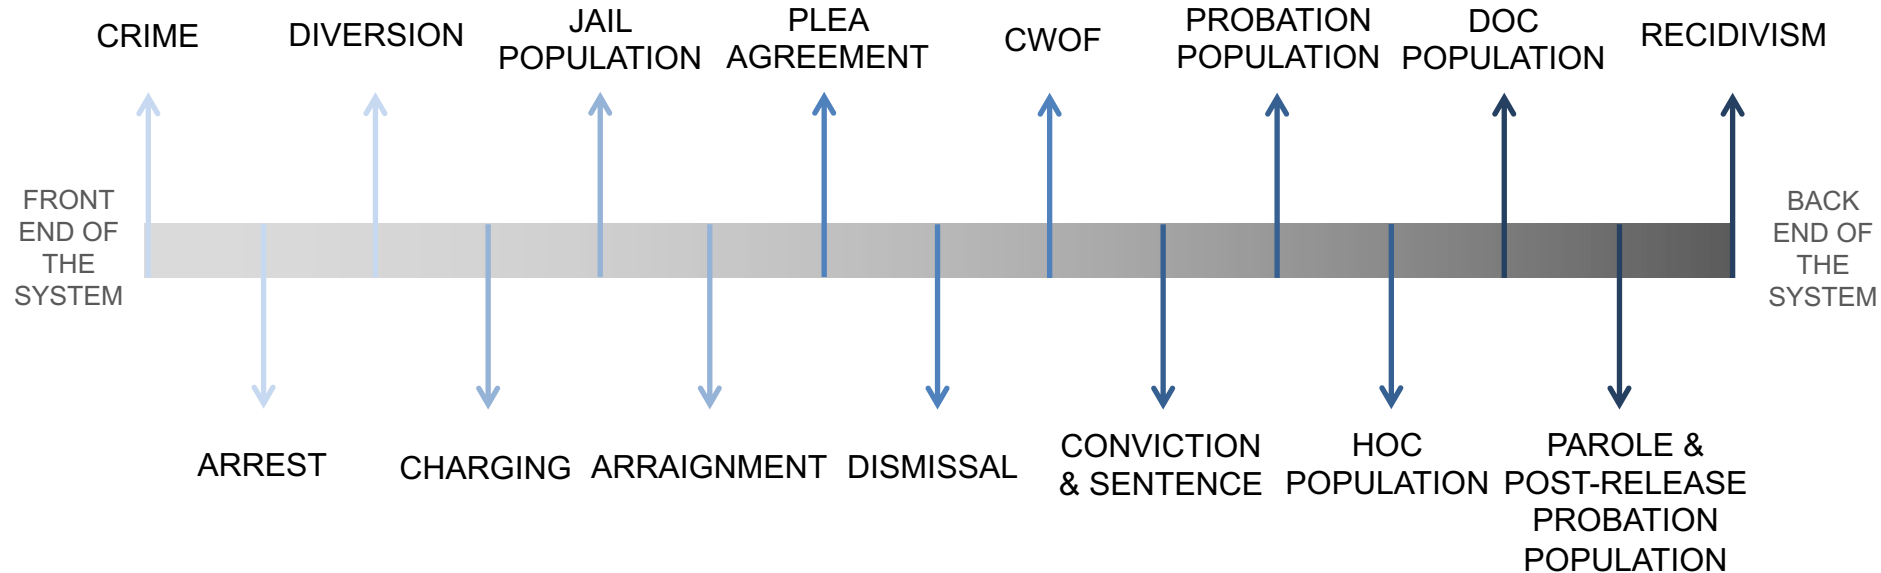 CRIME
DIVERSION
JAIL
POPULATION
PLEA
AGREEMENT
CWOF
PROBATION
POPULATION
DOC
POPULATION
RECIDIVISM
FRONT
END OF
THE
SYSTEM
BACK
END OF
THE
SYSTEM
ARREST
CHARGING
ARRAIGNMENT
DISMISSAL
CONVICTION
& SENTENCE
HOC
POPULATION
PAROLE &
POST-RELEASE
PROBATION
POPULATION